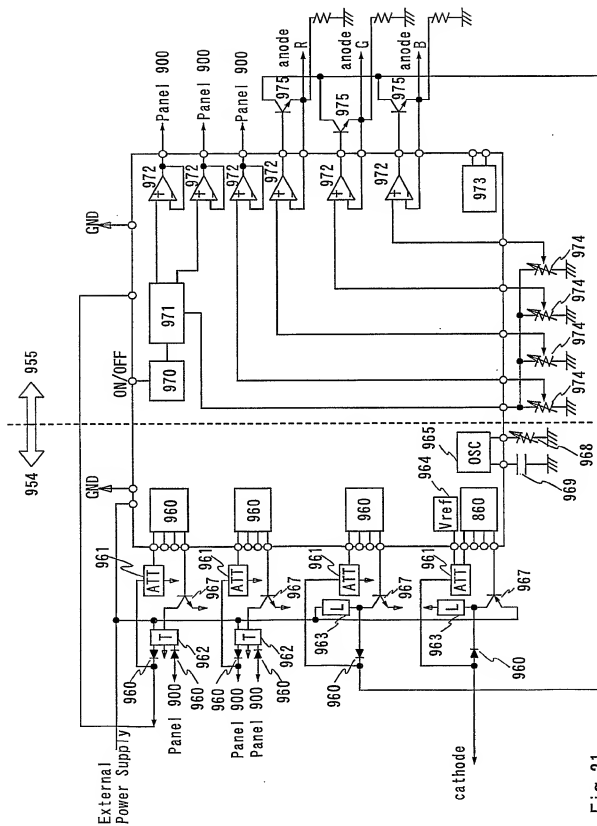 954
955
External
Power Supply
GND
GND
ON/OFF
Panel 900
Panel 900
Panel 900
anode
R
anode
G
anode
B
960
960
960
860
961
961
961
961
ATT
ATT
ATT
ATT
967
967
967
967
T
T
962
962
L
L
963
963
960
960
960
960
960
960
Panel 900
Panel 900
Panel 900
cathode
Vref
964
OSC
965
968
969
970
971
972
972
972
972
972
972
973
974
974
974
974
975
975
975
Fig.21